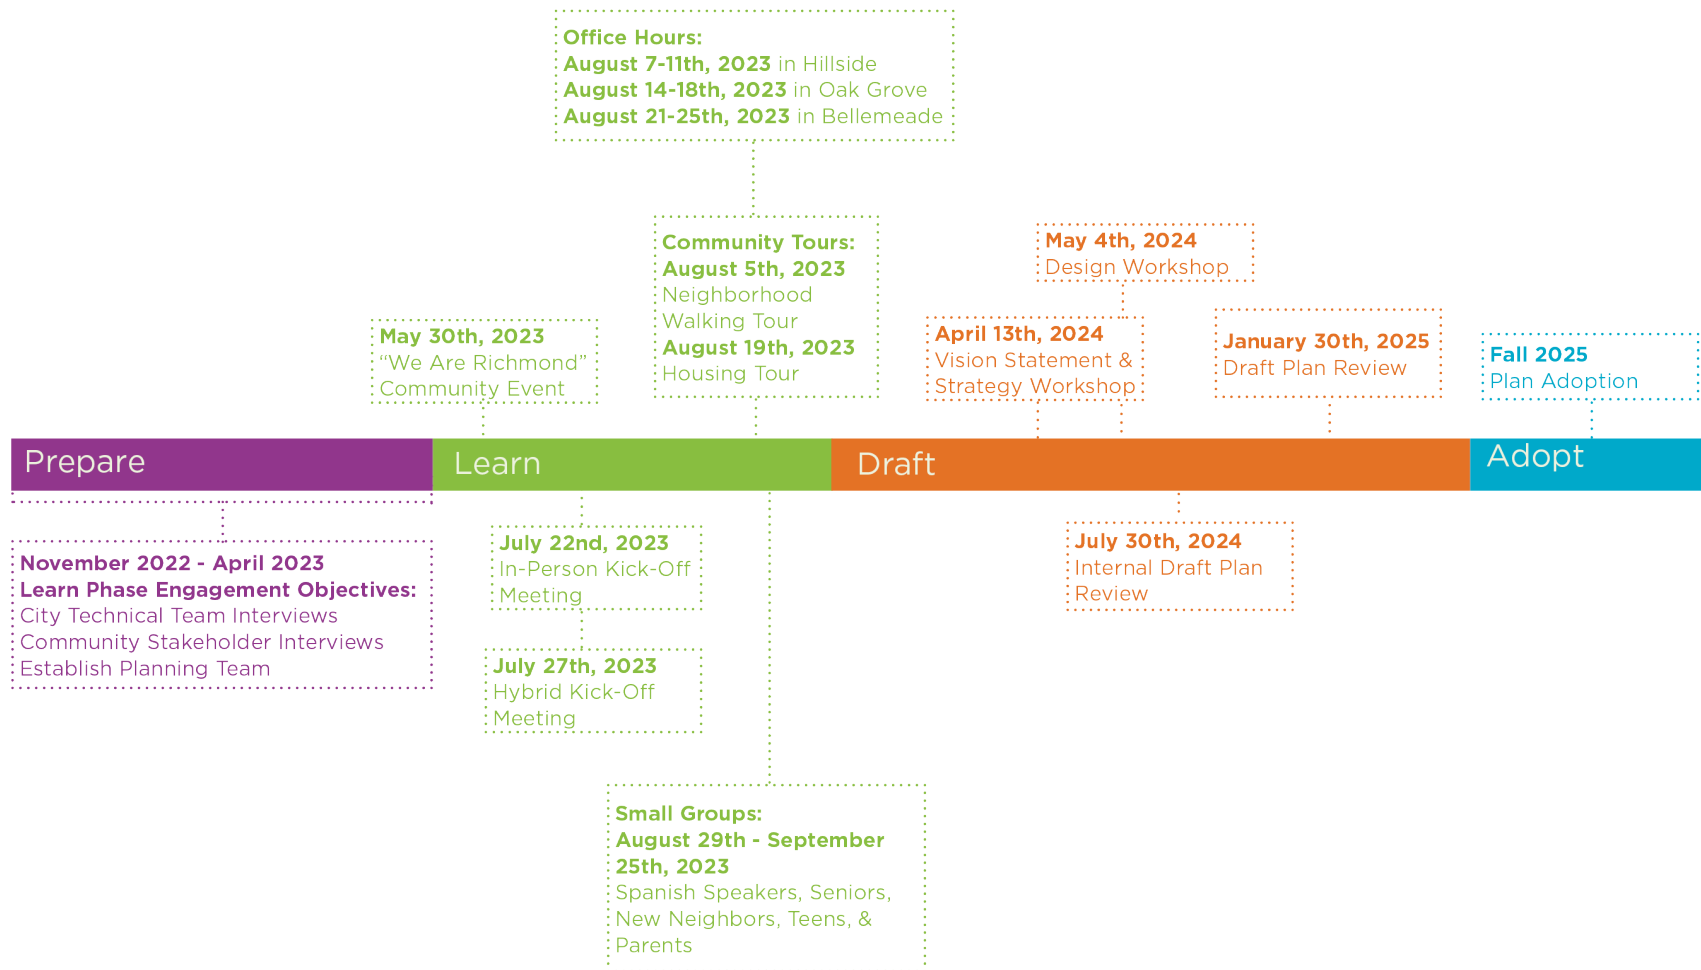 Office Hours:
August 7-11th, 2023 in Hillside
August 14-18th, 2023 in Oak Grove
August 21-25th, 2023 in Bellemeade
Community Tours:
August 5th, 2023
Neighborhood
Walking Tour
August 19th, 2023
Housing Tour
May 30th, 2023
“We Are Richmond”
Community Event
May 4th, 2024
Design Workshop
April 13th, 2024
Vision Statement &
Strategy Workshop
January 30th, 2025
Draft Plan Review
Fall 2025
Plan Adoption
Prepare
Learn
Draft
Adopt
November 2022 - April 2023
Learn Phase Engagement Objectives:
City Technical Team Interviews
Community Stakeholder Interviews
Establish Planning Team
July 22nd, 2023
In-Person Kick-Off
Meeting
July 27th, 2023
Hybrid Kick-Off
Meeting
July 30th, 2024
Internal Draft Plan
Review
Small Groups:
August 29th - September
25th, 2023
Spanish Speakers, Seniors,
New Neighbors, Teens, &
Parents